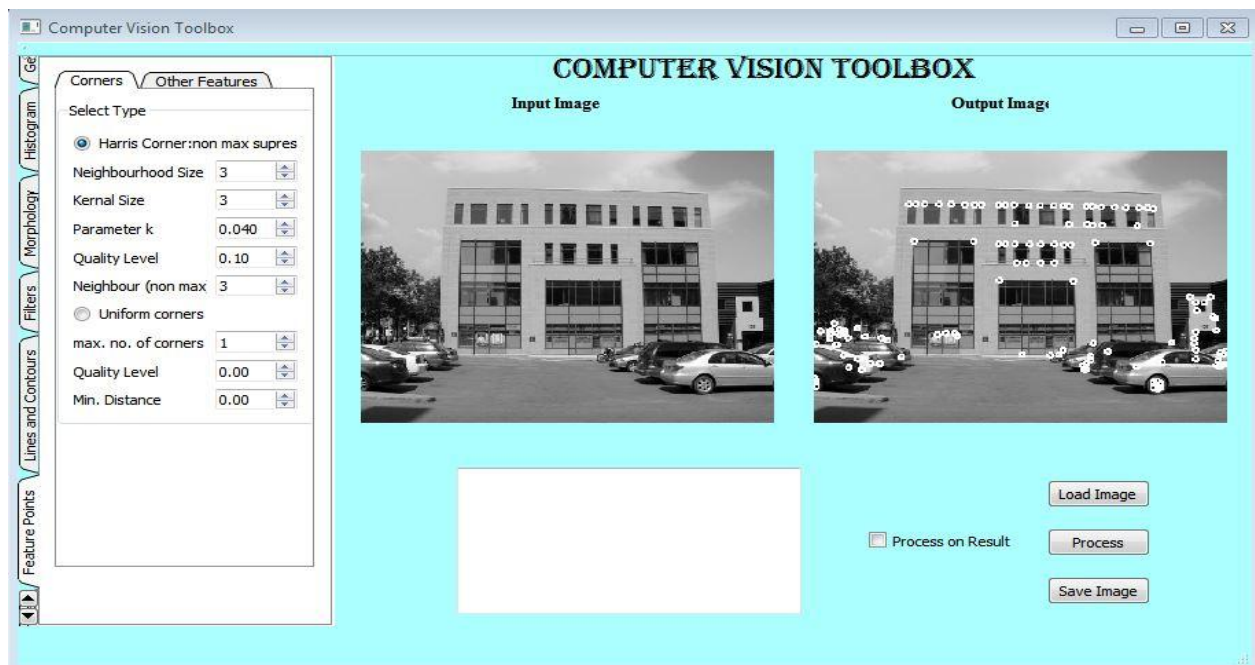 Computer Vision Toolbox
COMPUTER VISION TOOLBOX
Input Image
Output Image
Histogram
Morphology
Filters
Lines and Contours
Feature Points
Corners
Other Features
Select Type
Harris Corner:non max supres
Neighbourhood Size 3
Kernal Size 3
Parameter k 0.040
Quality Level 0.10
Neighbour (non max 3
Uniform corners
max. no. of corners 1
Quality Level 0.00
Min. Distance 0.00
Load Image
Process on Result
Process
Save Image